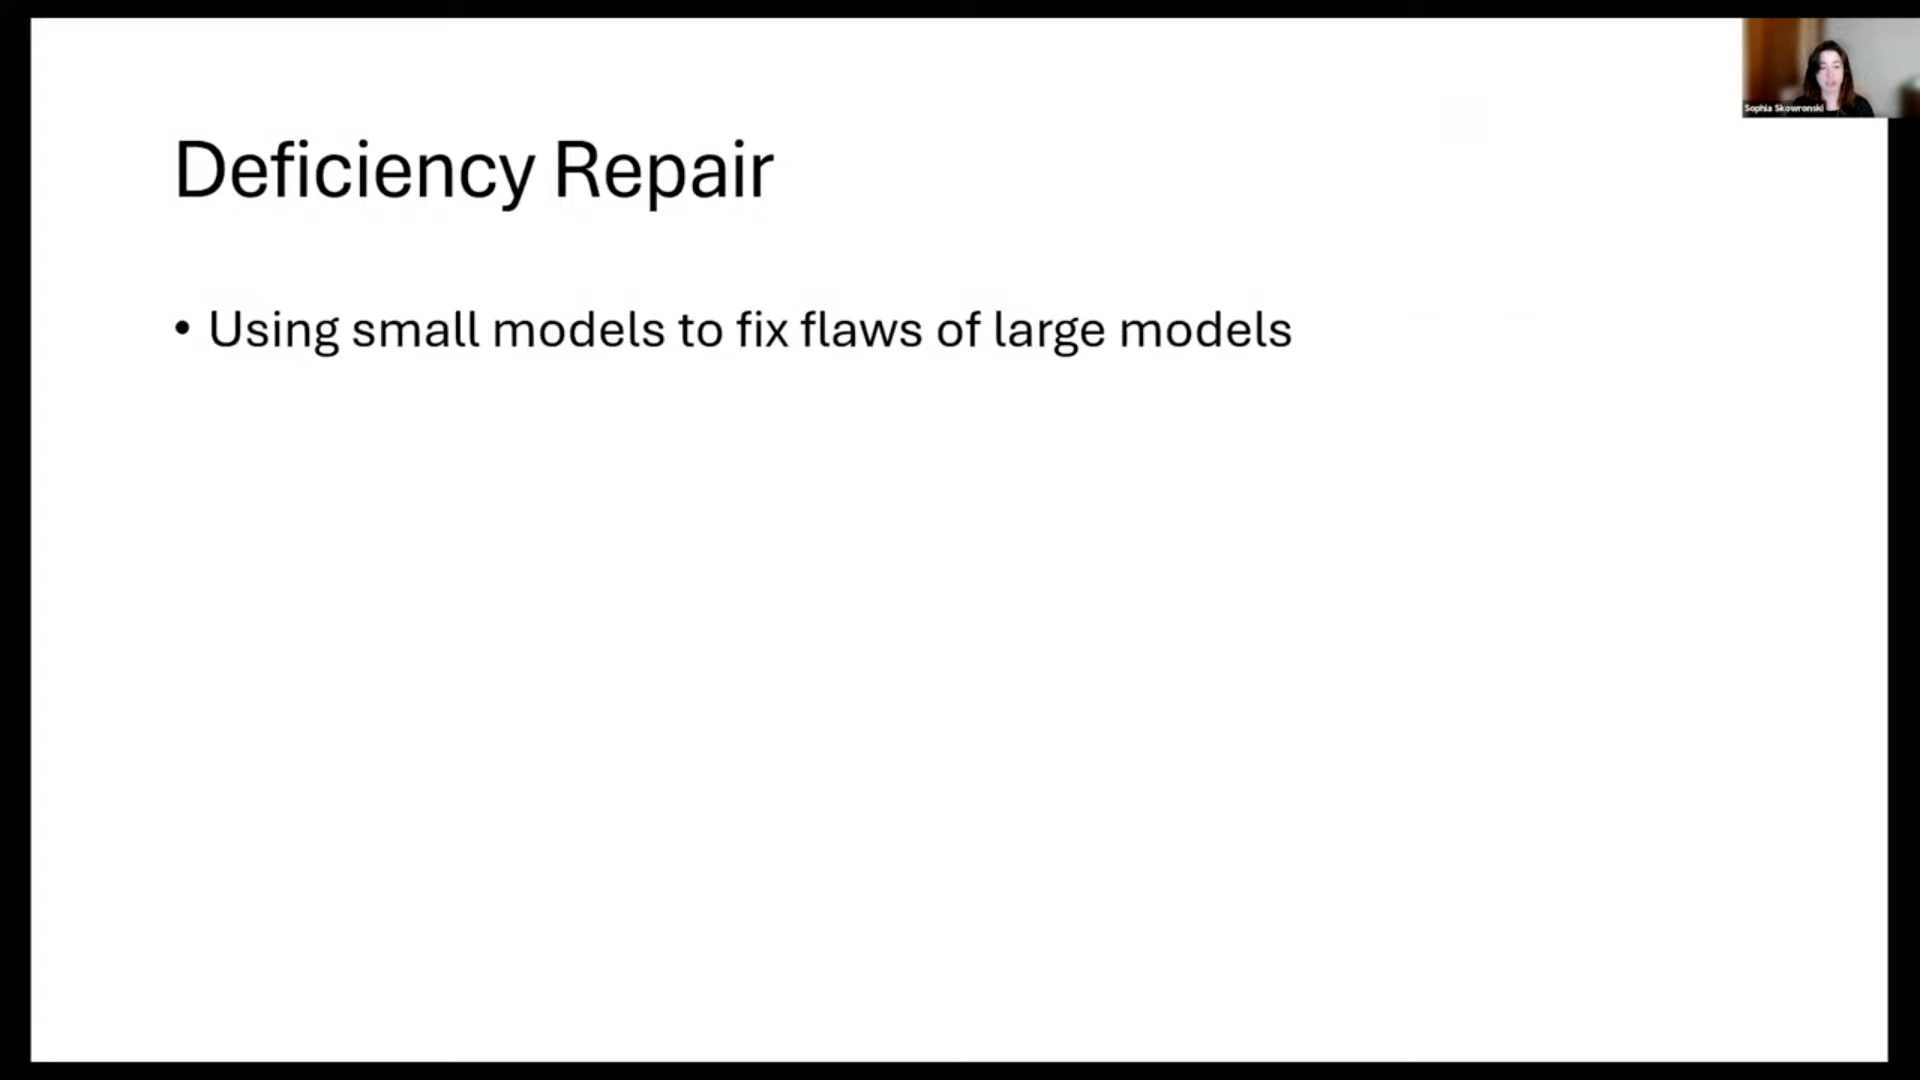 Sophia Skowronski
Deficiency Repair
• Using small models to fix flaws of large models